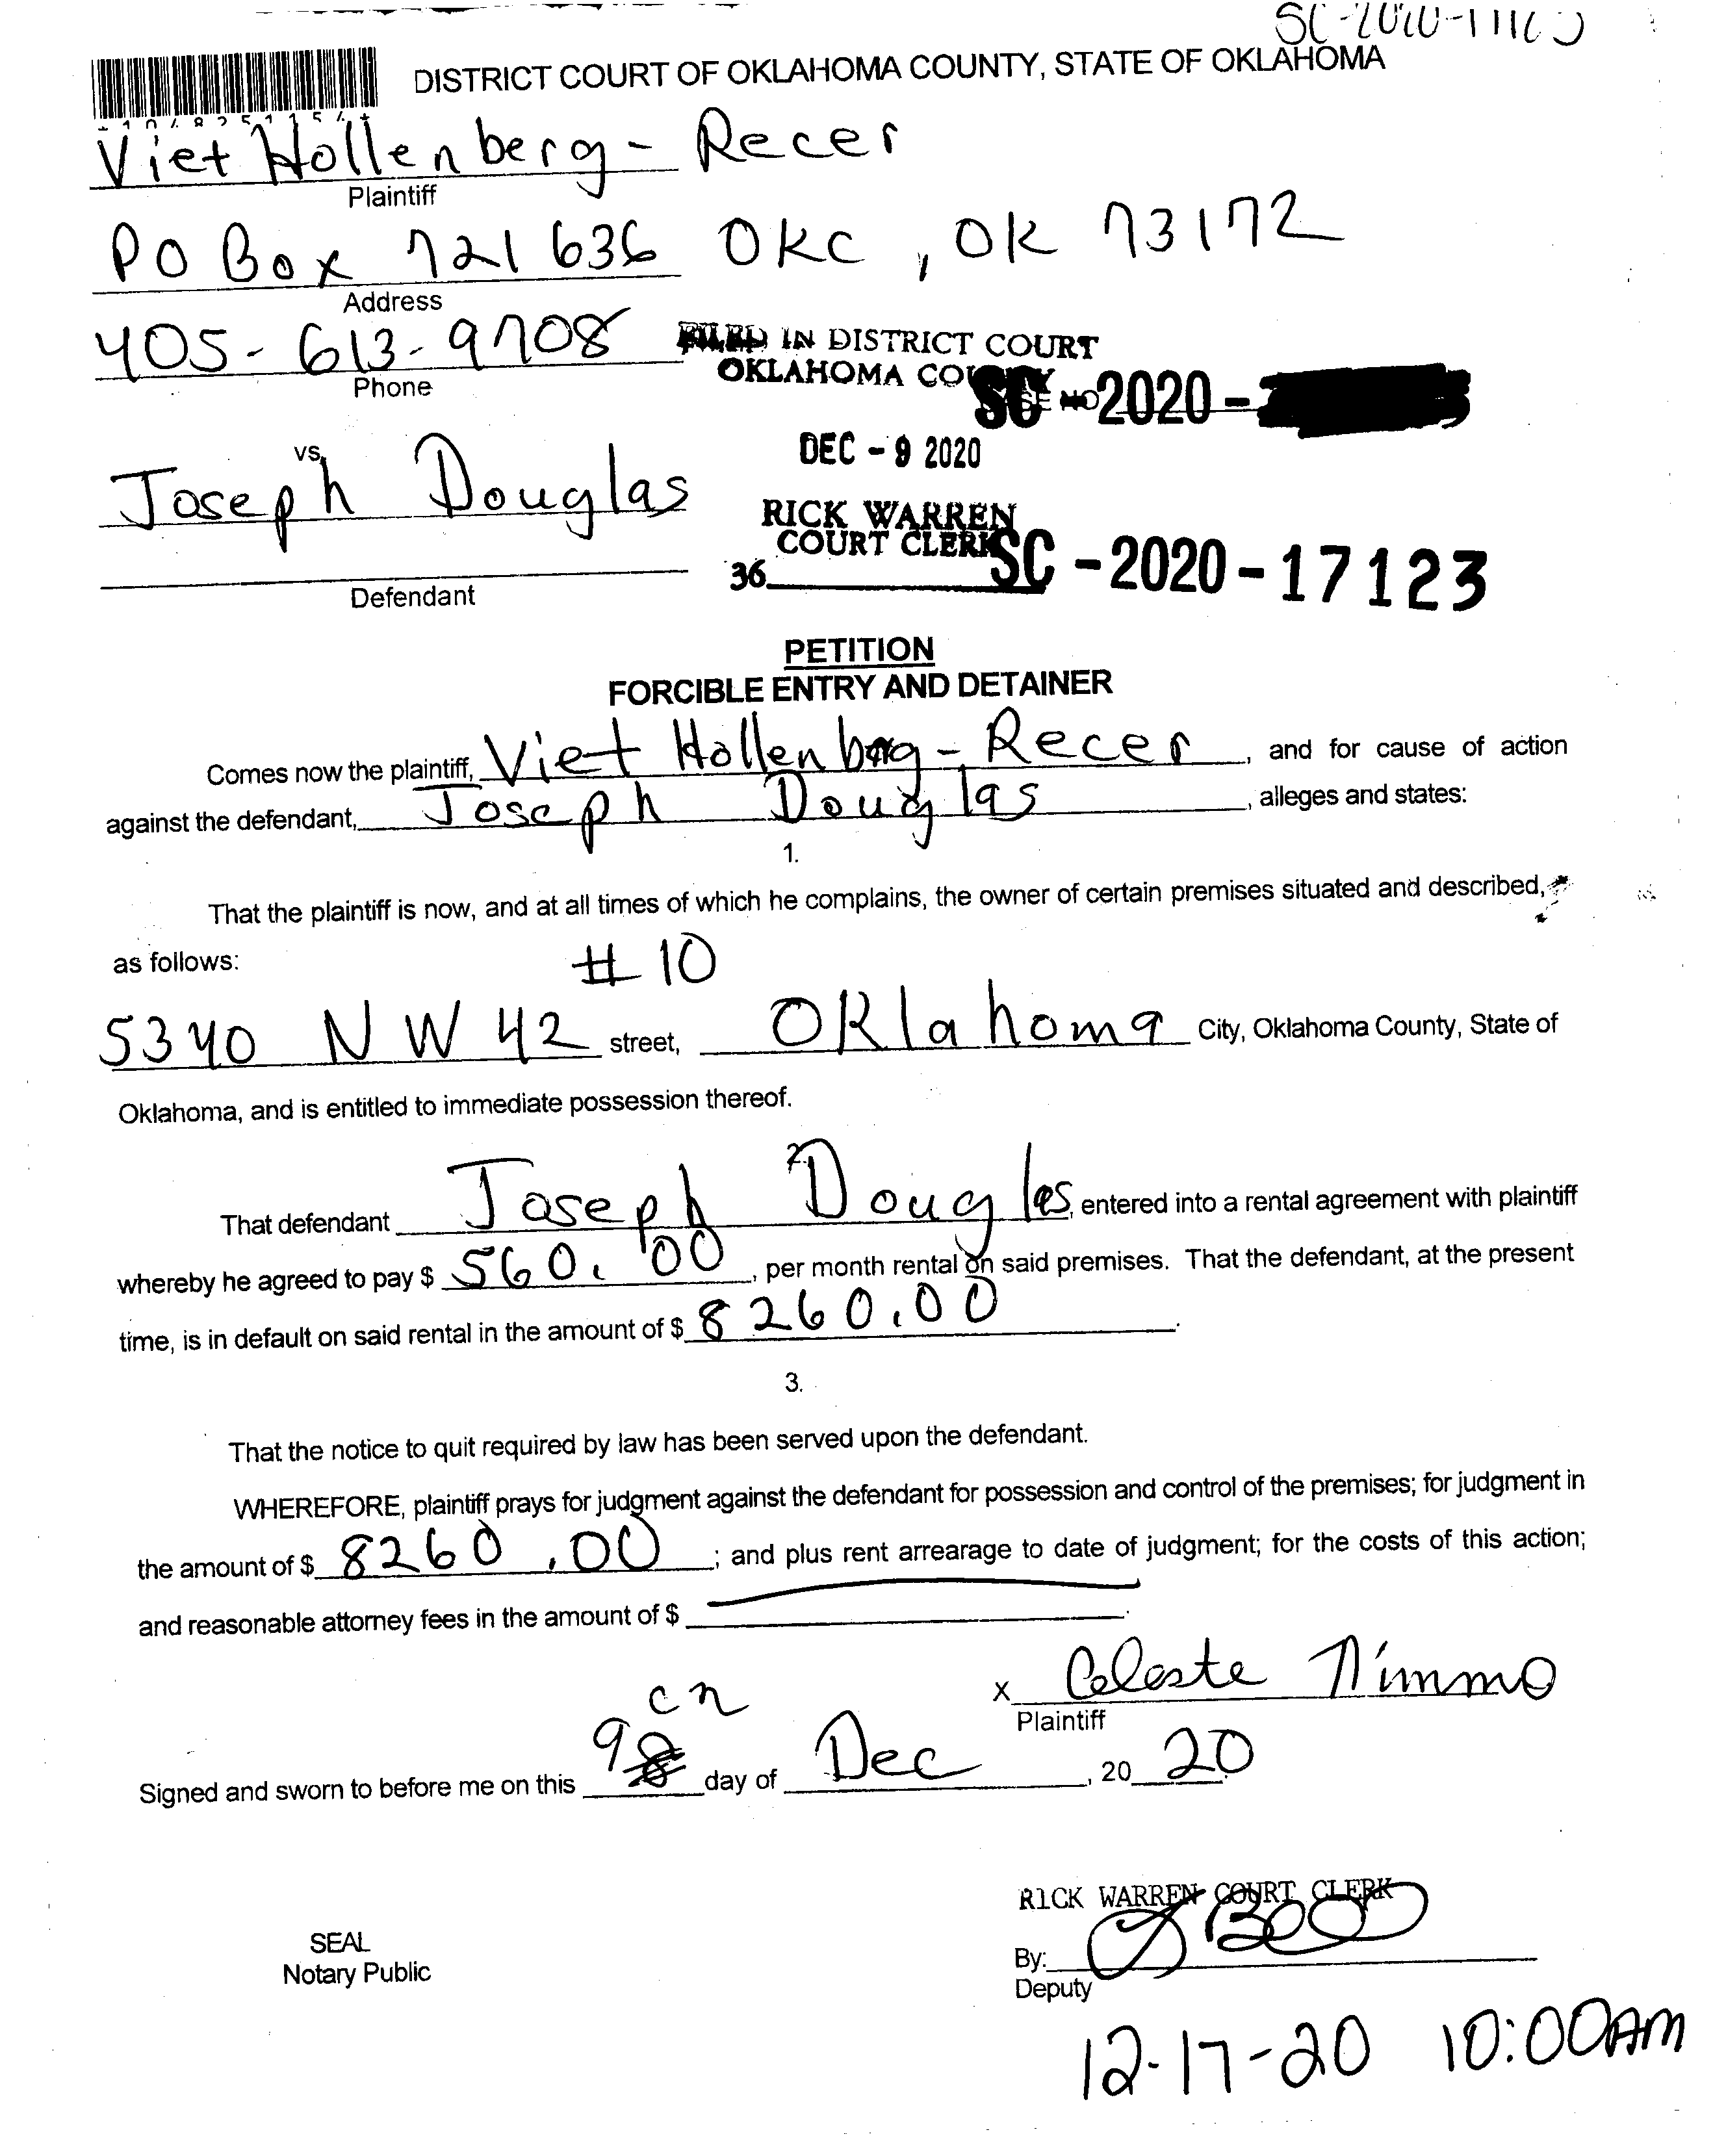 DISTRICT COURT OF OKLAHOMA COUNTY, STATE OF OKLAHOMA
Viet Hollenberg - Recer
Plaintiff
PO Box 721636 OKC, OK 73172
Address
405-613-9708
Phone
FILED IN DISTRICT COURT
OKLAHOMA COUNTY
SC - 2020 -
DEC - 9 2020
vs.
Joseph Douglas
RICK WARREN
COURT CLERK
36 SC - 2020 - 17123
Defendant
PETITION
FORCIBLE ENTRY AND DETAINER
Comes now the plaintiff, Viet Hollenberg - Recer, and for cause of action
against the defendant, Joseph Douglas, alleges and states:
1.
That the plaintiff is now, and at all times of which he complains, the owner of certain premises situated and described,
as follows:
#10
5340 NW 42 street, Oklahoma City, Oklahoma County, State of
Oklahoma, and is entitled to immediate possession thereof.
2.
That defendant Joseph Douglas, entered into a rental agreement with plaintiff
whereby he agreed to pay $ 560.00, per month rental on said premises. That the defendant, at the present
time, is in default on said rental in the amount of $ 8260.00.
3.
That the notice to quit required by law has been served upon the defendant.
WHEREFORE, plaintiff prays for judgment against the defendant for possession and control of the premises; for judgment in
the amount of $ 8260.00; and plus rent arrearage to date of judgment; for the costs of this action;
and reasonable attorney fees in the amount of $
x Celeste Nimmo
Plaintiff
cn
Signed and sworn to before me on this 9 day of Dec, 20 20
RICK WARREN COURT CLERK
SEAL
Notary Public
By:
Deputy
12-17-20 10:00AM